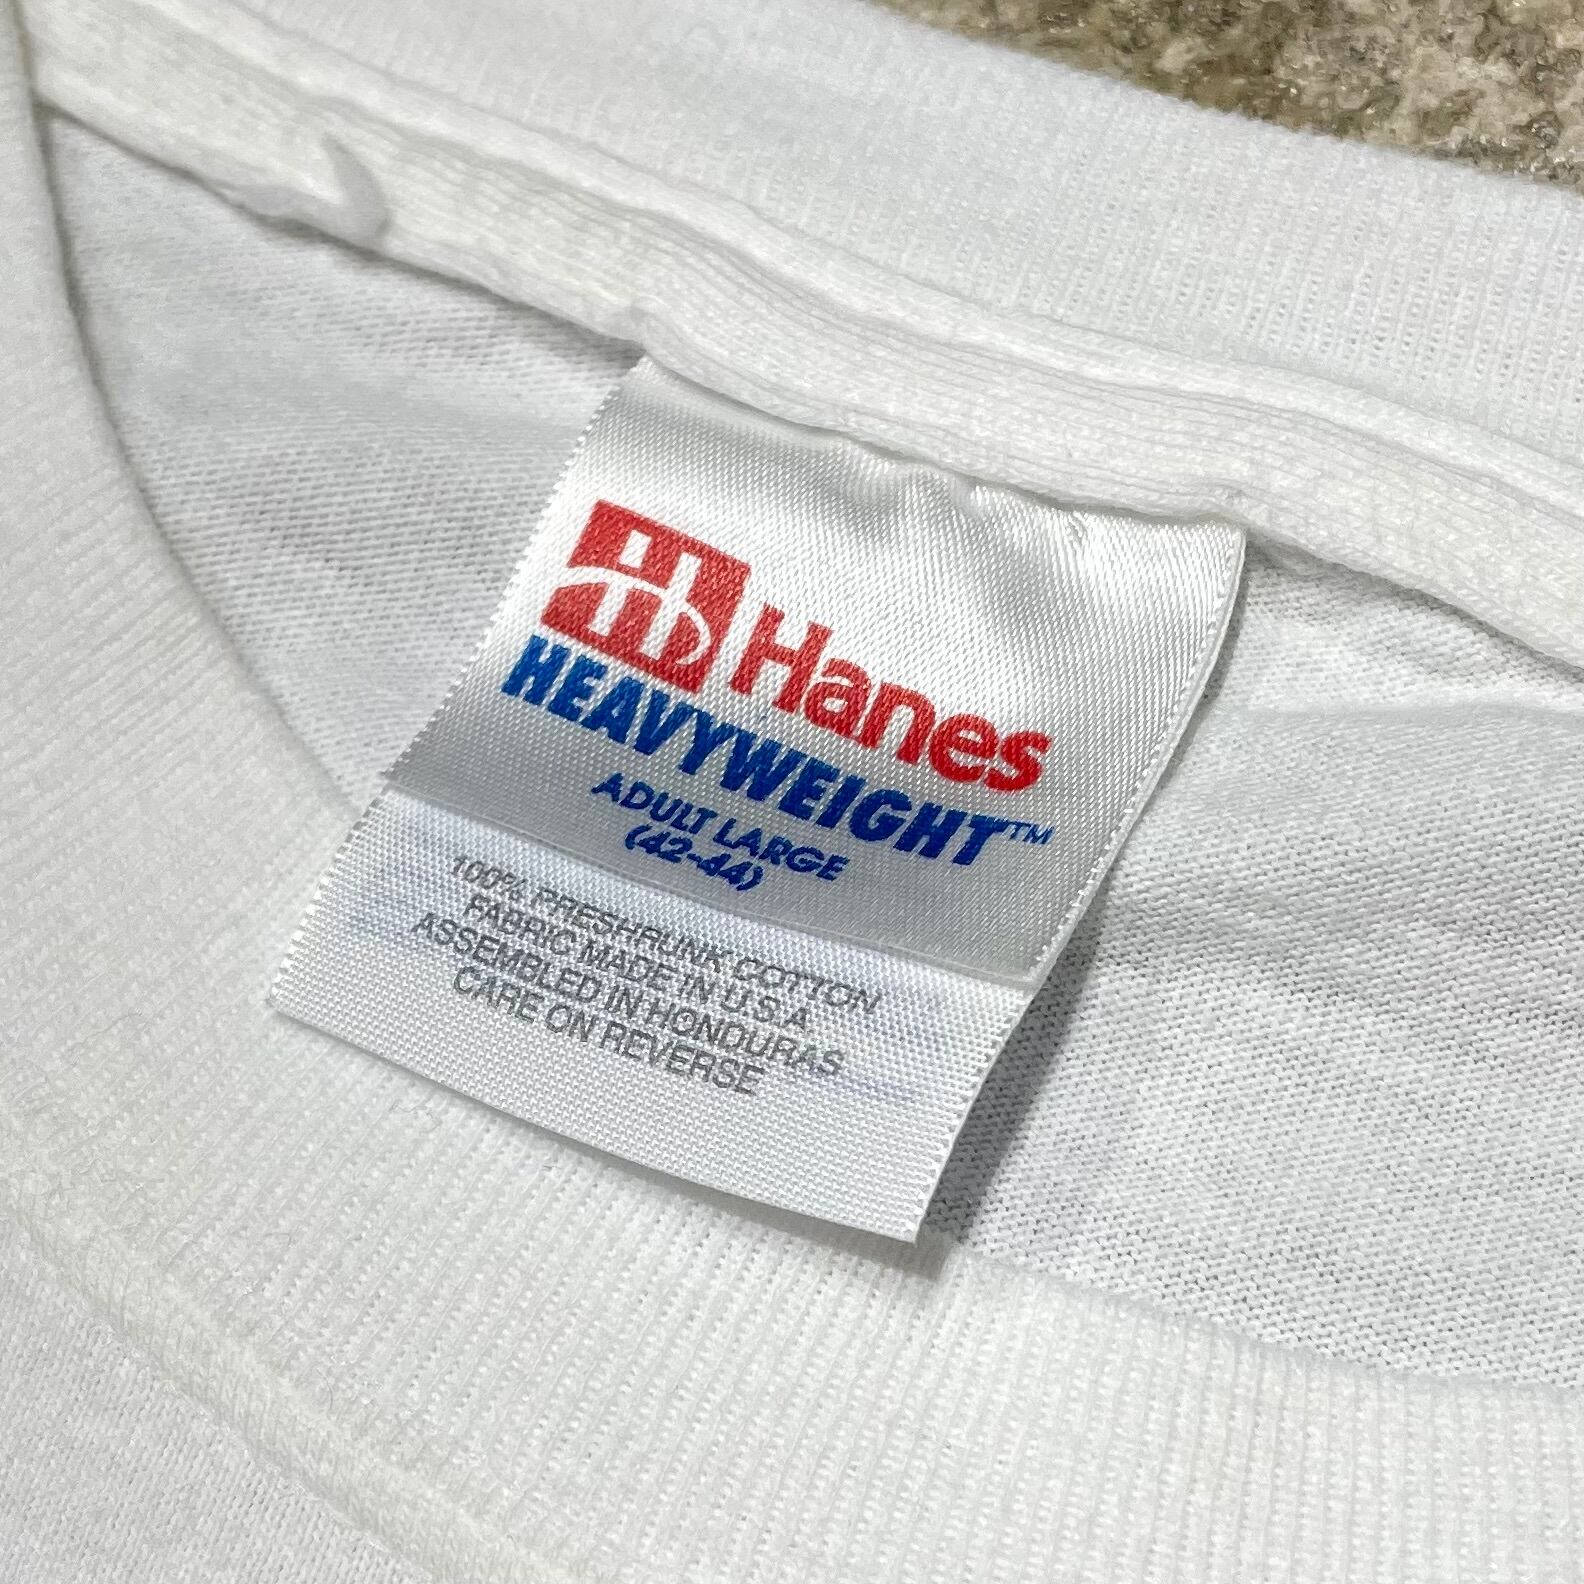 Hanes
HEAVYWEIGHT™
ADULT LARGE
(42-44)
100% PRESHRUNK COTTON
FABRIC MADE IN U.S.A.
ASSEMBLED IN HONDURAS
CARE ON REVERSE